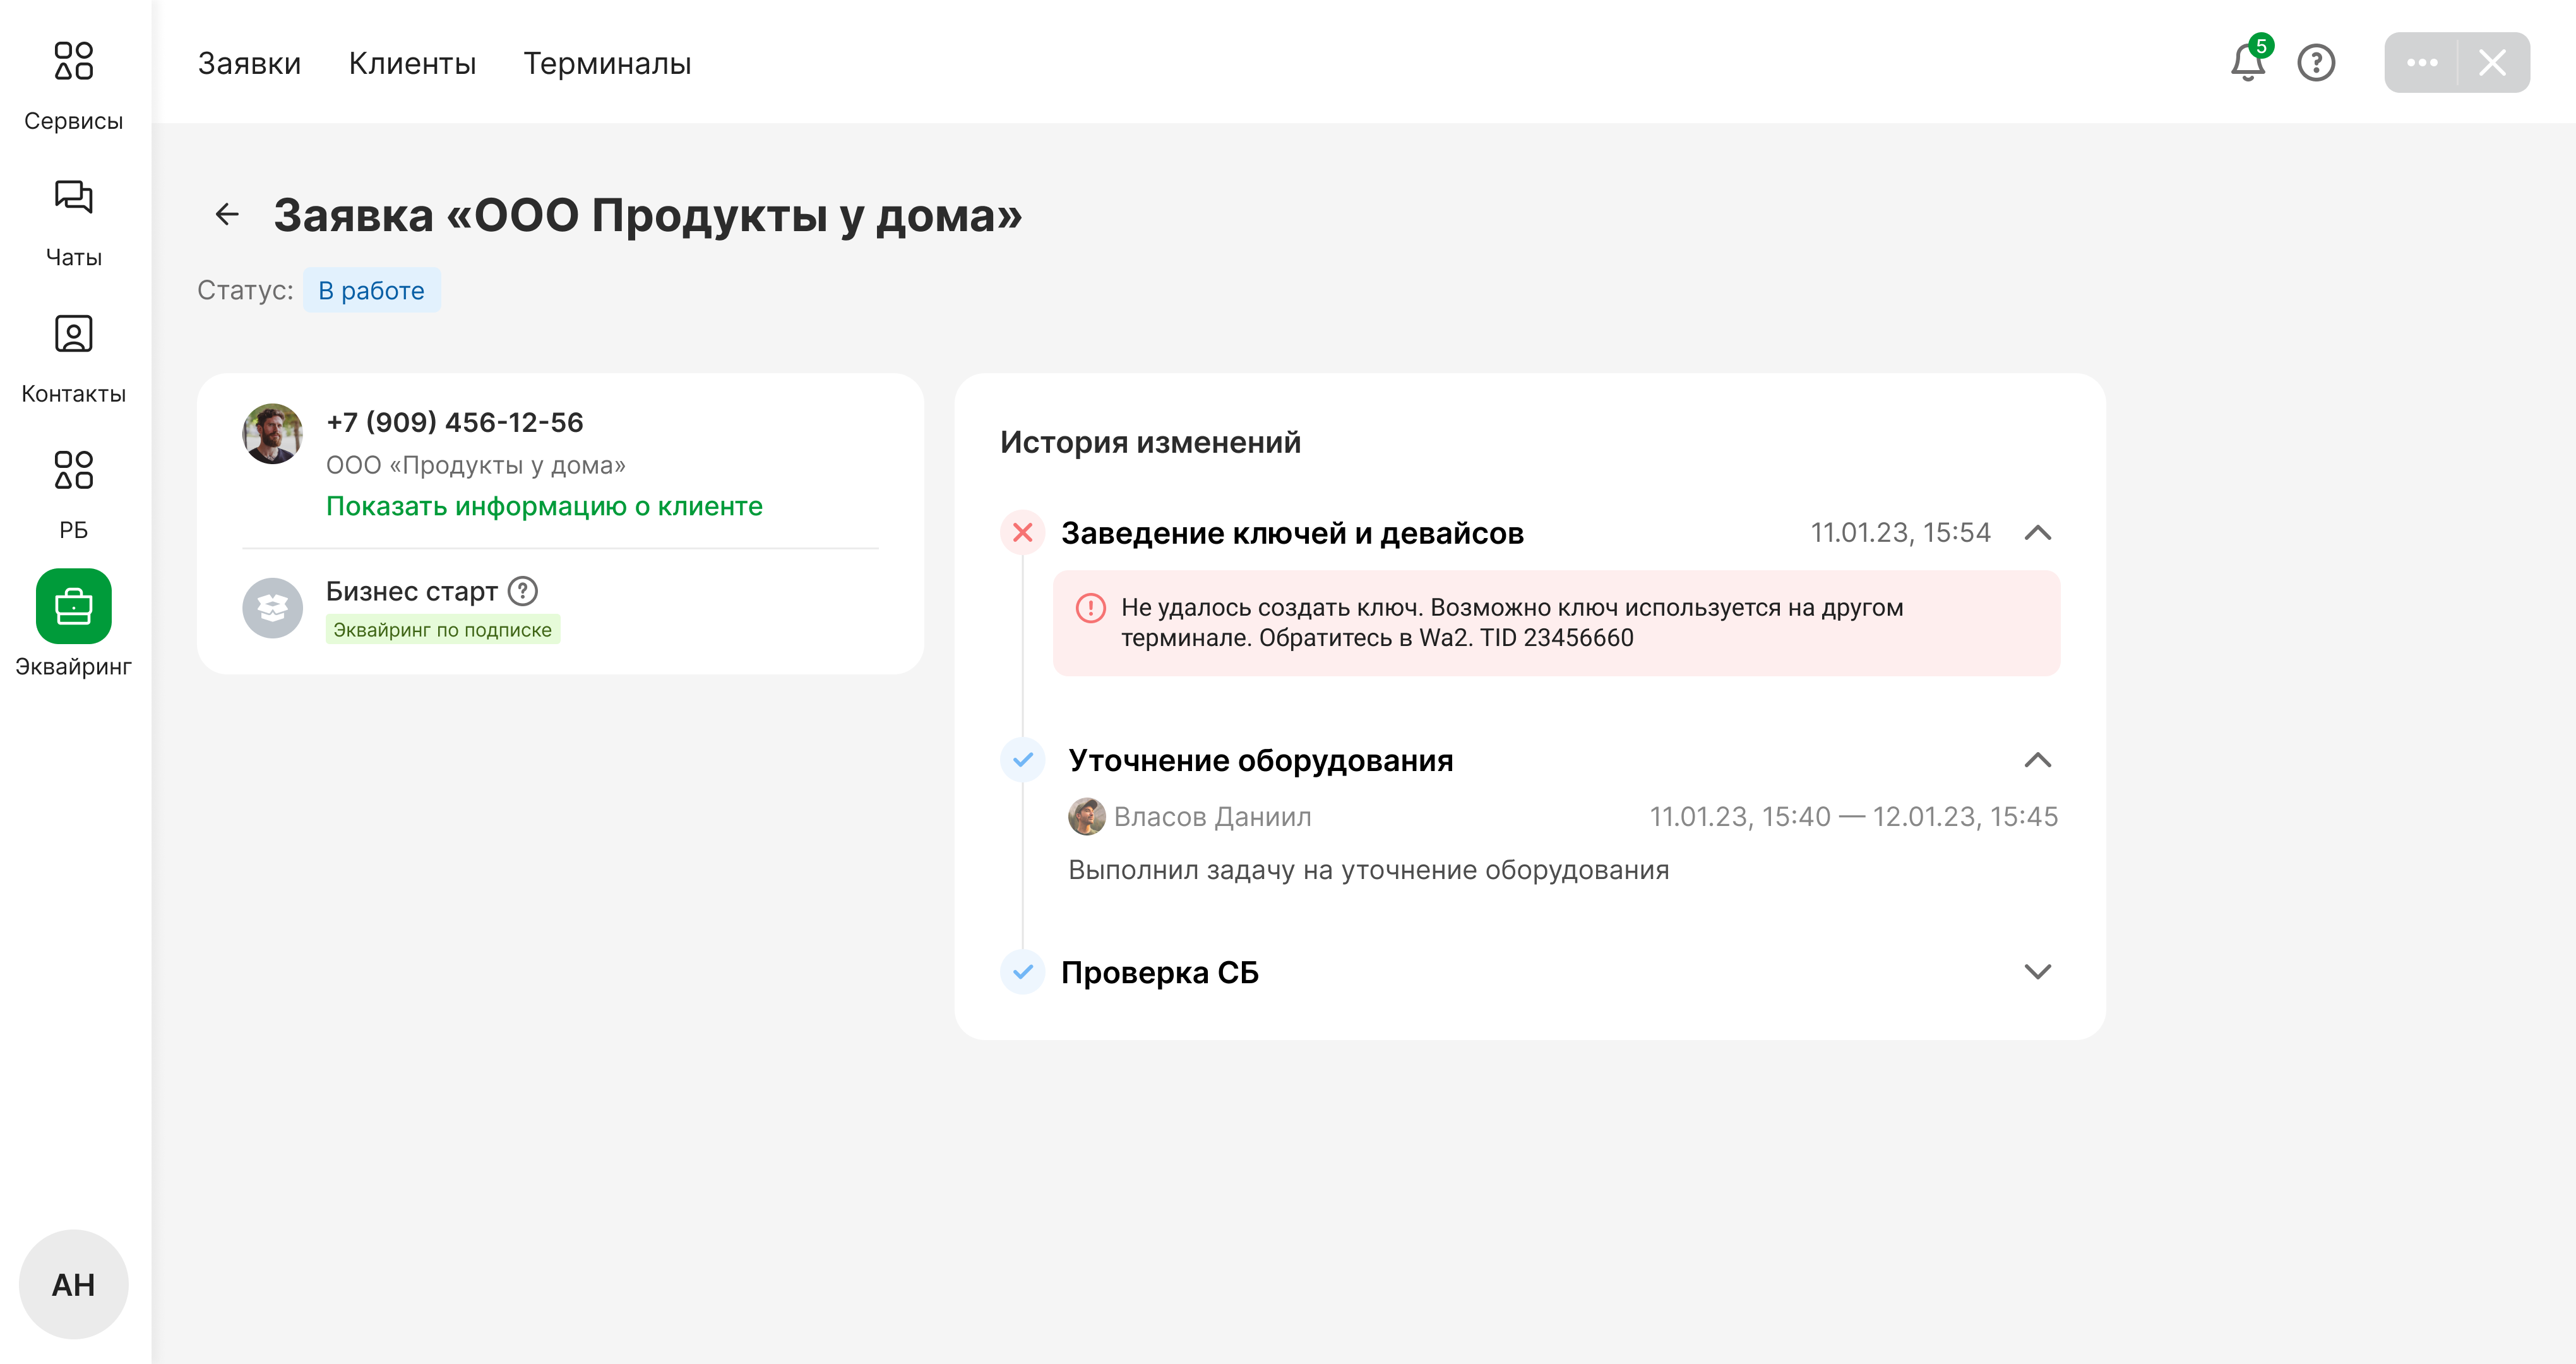 Заявки Клиенты Терминалы
5
Сервисы
Чаты
Контакты
РБ
Эквайринг
АН
Заявка «ООО Продукты у дома»
Статус: В работе
+7 (909) 456-12-56
ООО «Продукты у дома»
Показать информацию о клиенте
Бизнес старт
Эквайринг по подписке
История изменений
Заведение ключей и девайсов 11.01.23, 15:54
Не удалось создать ключ. Возможно ключ используется на другом
терминале. Обратитесь в Wa2. TID 23456660
Уточнение оборудования
Власов Даниил 11.01.23, 15:40 — 12.01.23, 15:45
Выполнил задачу на уточнение оборудования
Проверка СБ